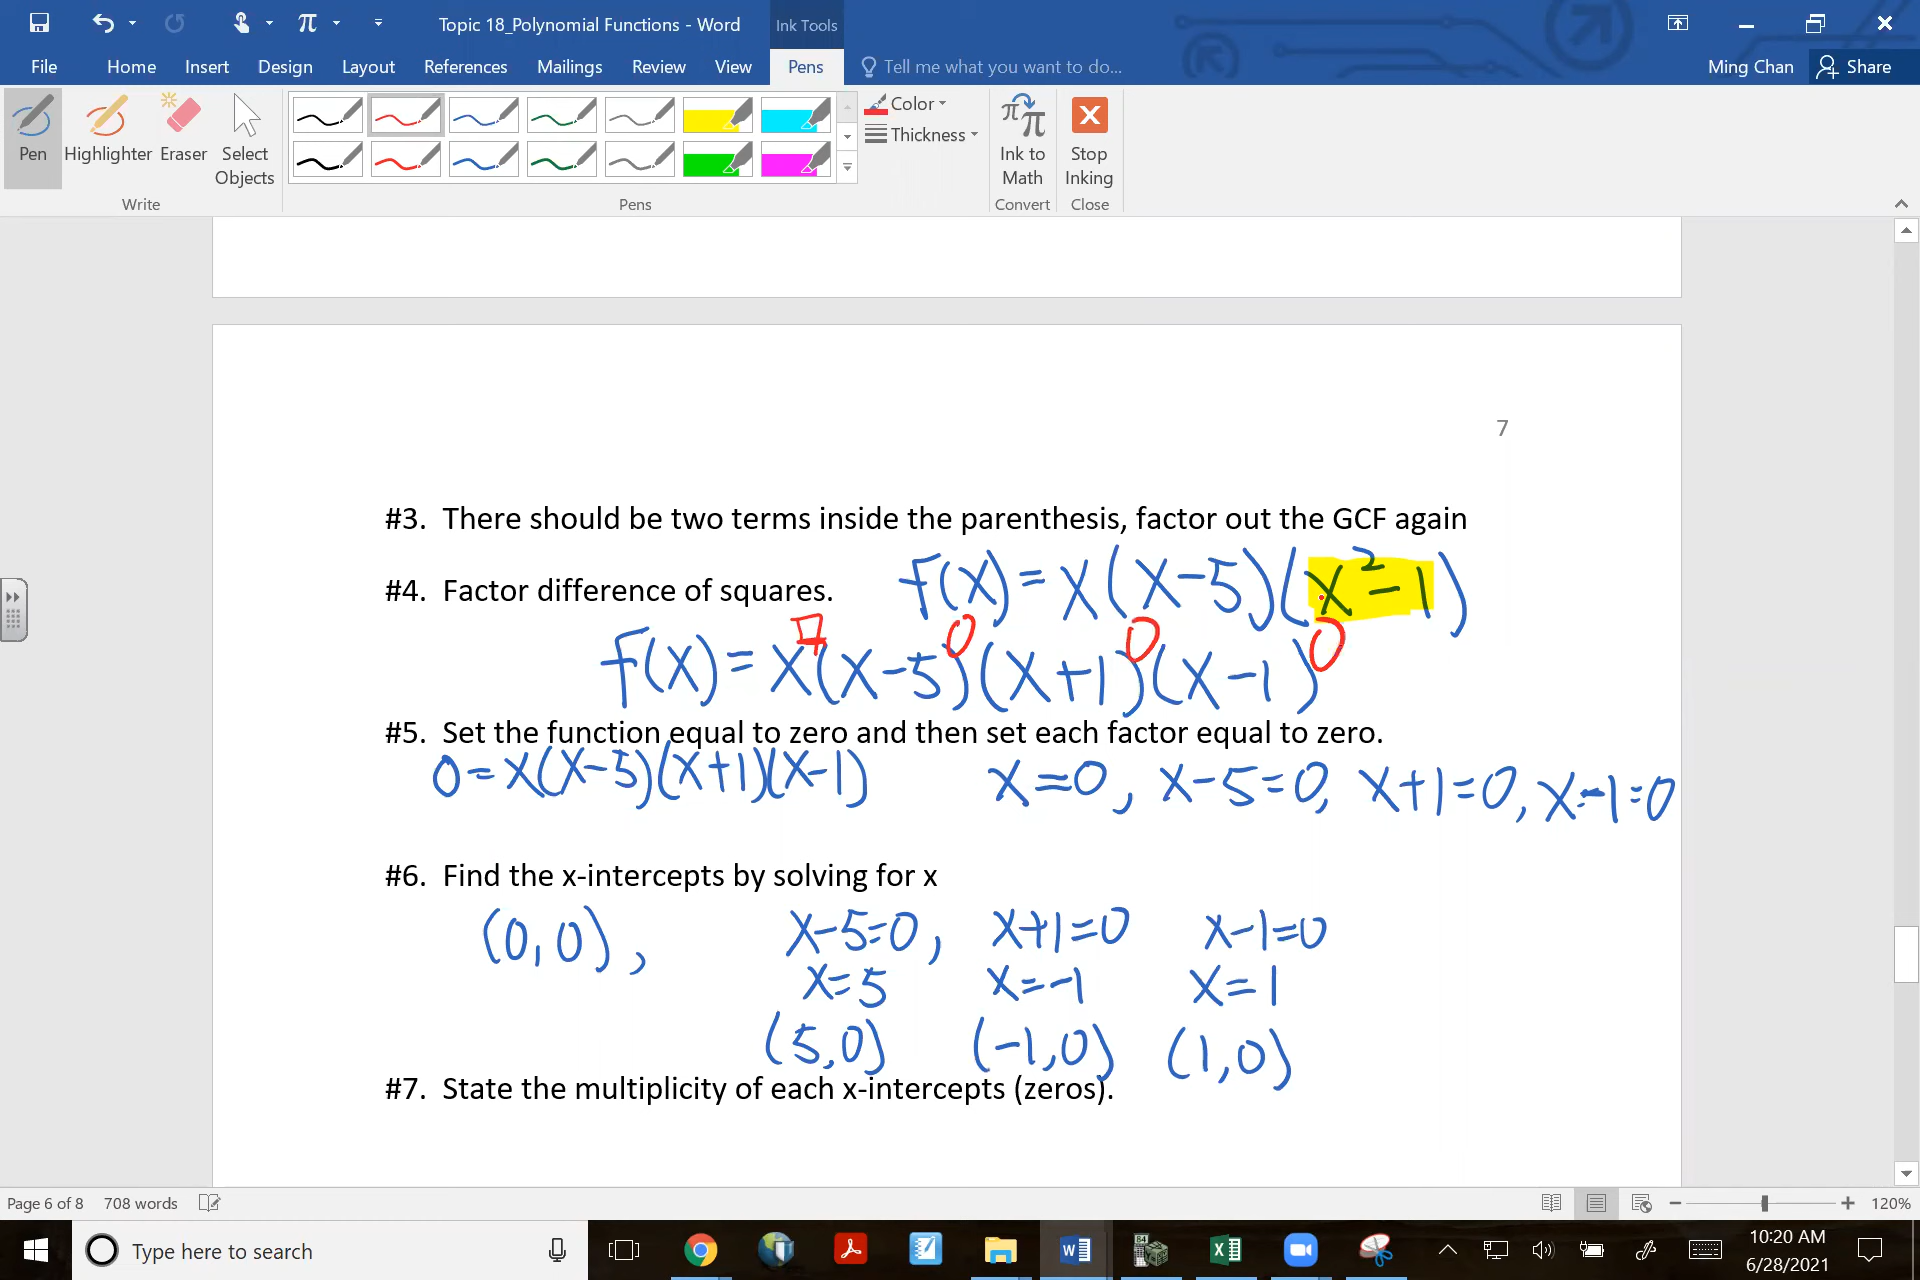 Topic 18_Polynomial Functions - Word
Ink Tools
File Home Insert Design Layout References Mailings Review View Pens Tell me what you want to do... Ming Chan Share
Pen Highlighter Eraser Select Objects
Color
Thickness
Ink to Math
Stop Inking
Write Pens Convert Close
7
#3. There should be two terms inside the parenthesis, factor out the GCF again
#4. Factor difference of squares.
f(x) = x(x-5)(x²-1)
f(x) = x(x-5)(x+1)(x-1)
#5. Set the function equal to zero and then set each factor equal to zero.
0=x(x-5)(x+1)(x-1) x=0, x-5=0, x+1=0, x-1=0
#6. Find the x-intercepts by solving for x
(0,0), x-5=0, x+1=0 x-1=0
x=5 x=-1 x=1
(5,0) (-1,0) (1,0)
#7. State the multiplicity of each x-intercepts (zeros).
Page 6 of 8 708 words 120%
Type here to search
10:20 AM
6/28/2021